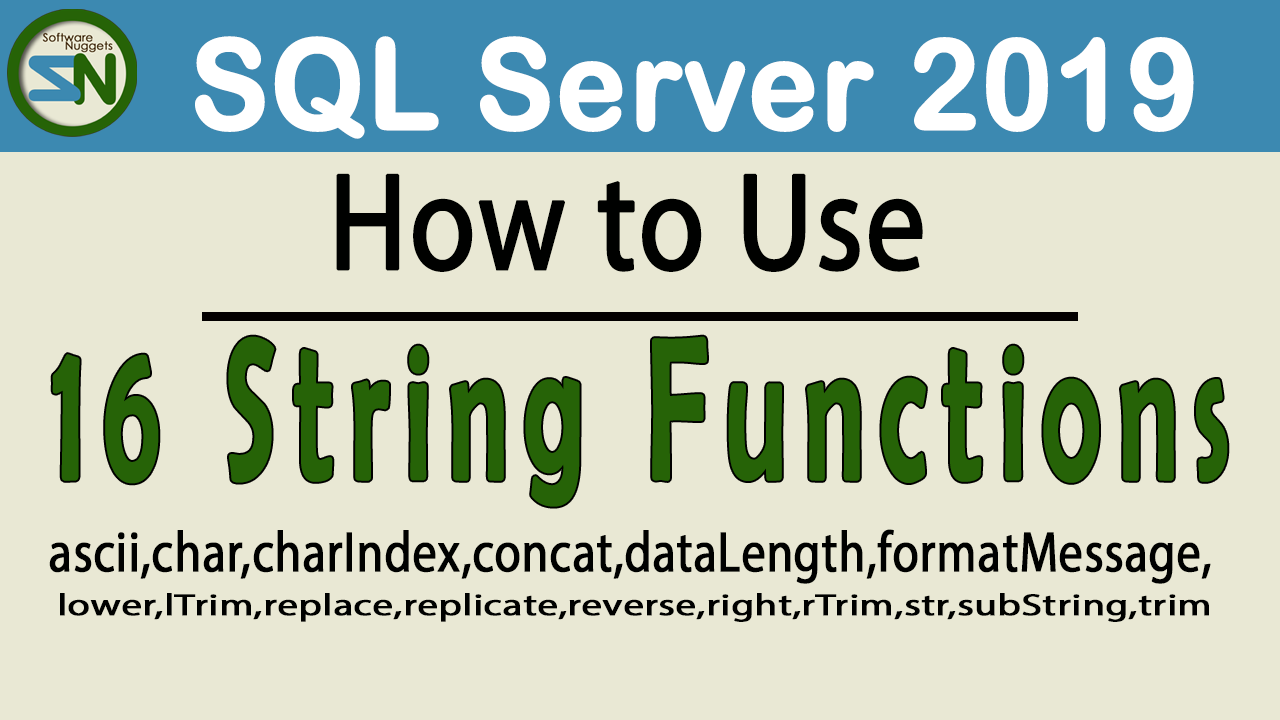 Software
Nuggets
SN
SQL Server 2019
How to Use
16 String Functions
ascii,char,charIndex,concat,dataLength,formatMessage,
lower,lTrim,replace,replicate,reverse,right,rTrim,str,subString,trim